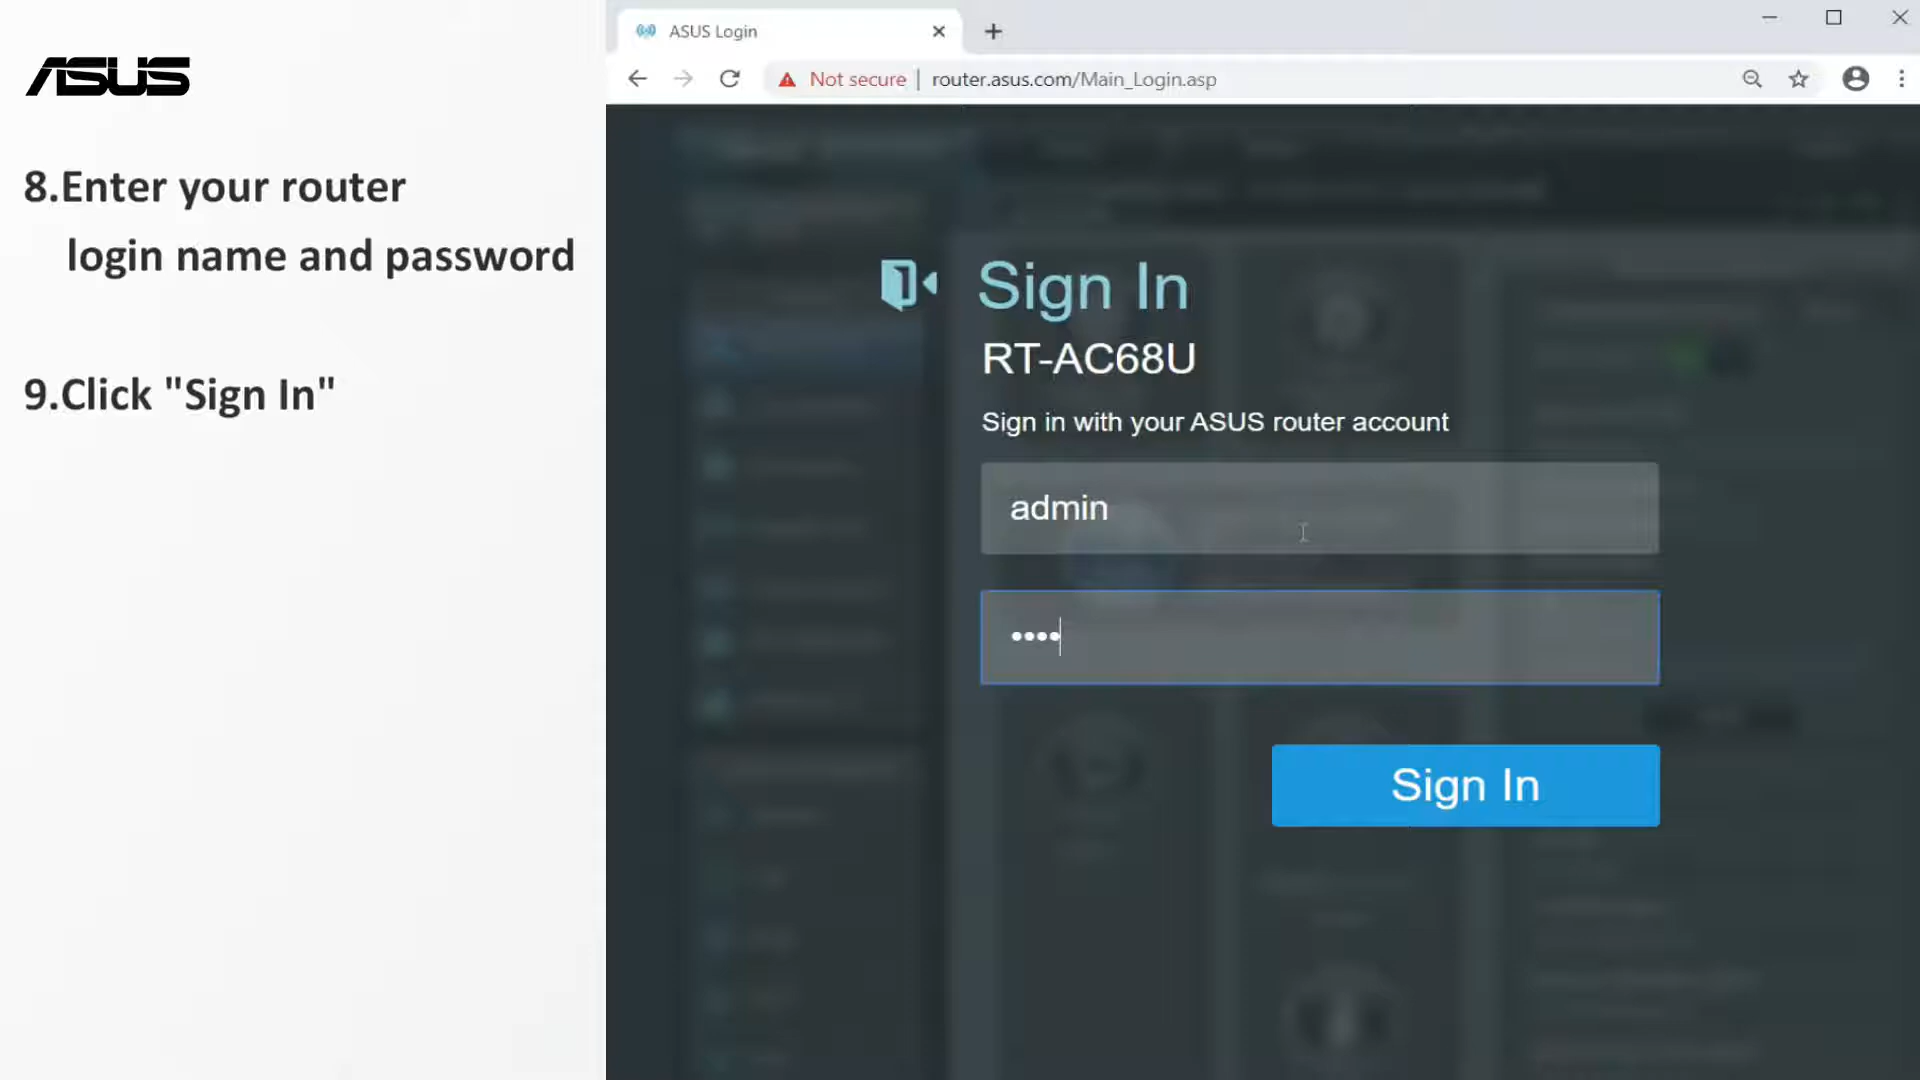 ASUS
8.Enter your router
login name and password
9.Click "Sign In"
ASUS Login
Not secure | router.asus.com/Main_Login.asp
Sign In
RT-AC68U
Sign in with your ASUS router account
admin
••••
Sign In